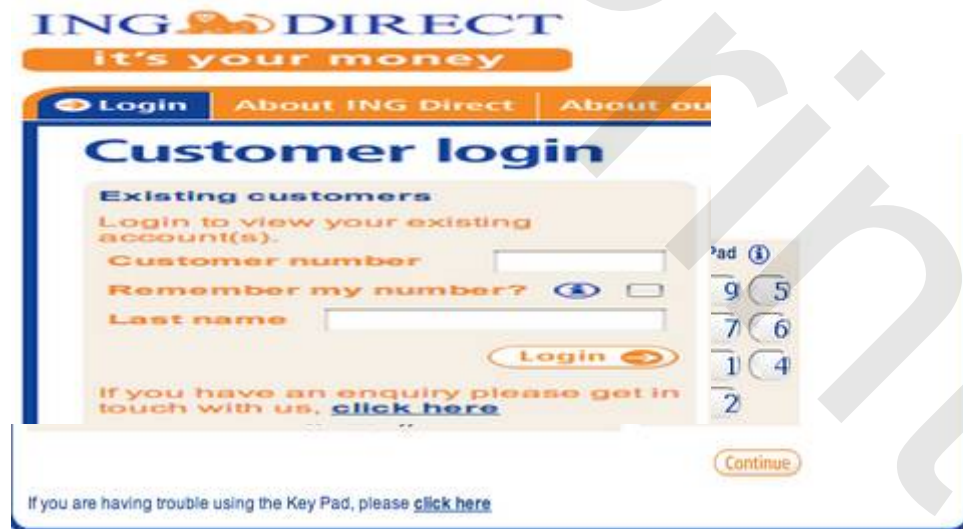 ING DIRECT
it's your money
Login About ING Direct About ou
Customer login
Existing customers
Login to view your existing
account(s).
Customer number
Remember my number?
Last name
Login
If you have an enquiry please get in
touch with us, click here
Pad
9 5
7 6
1 4
2
Continue
If you are having trouble using the Key Pad, please click here